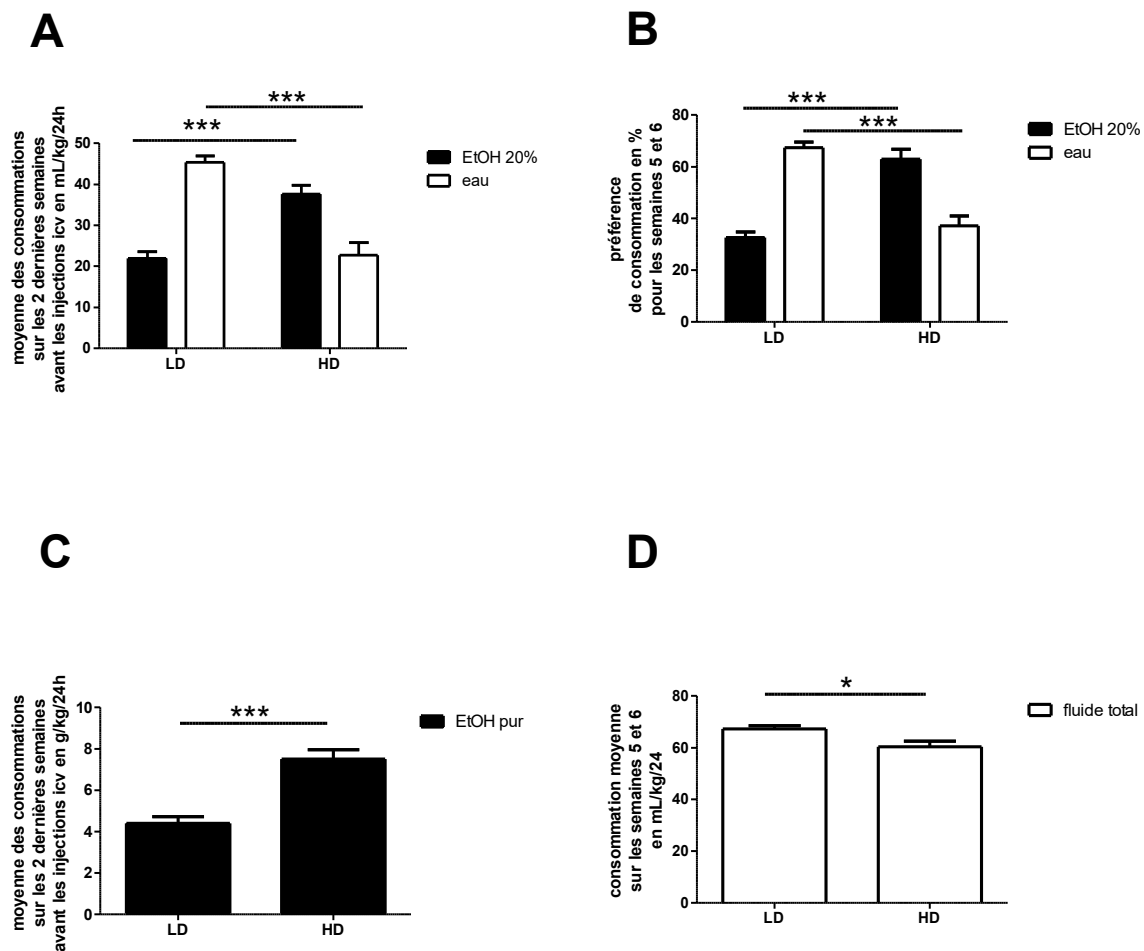 A
moyenne des consommations
sur les 2 dernières semaines
avant les injections icv en mL/kg/24h
50
40
30
20
10
0
***
***
LD
HD
EtOH 20%
eau
B
préférence
de consommation en %
pour les semaines 5 et 6
80
60
40
20
0
***
***
LD
HD
EtOH 20%
eau
C
moyenne des consommations
sur les 2 dernières semaines
avant les injections icv en g/kg/24h
8
6
4
2
0
***
LD
HD
EtOH pur
D
consommation moyenne
sur les semaines 5 et 6
en mL/kg/24
80
60
40
20
0
*
LD
HD
fluide total